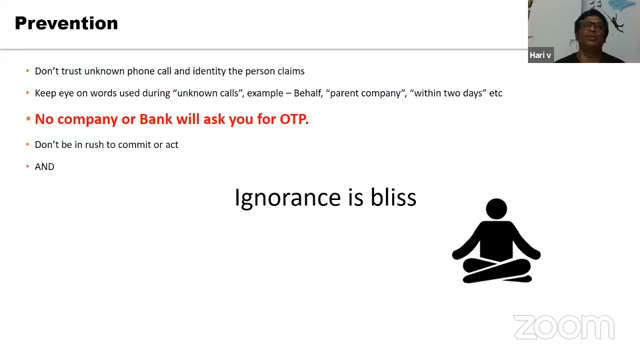 Prevention
Hari v
• Don't trust unknown phone call and identity the person claims
• Keep eye on words used during "unknown calls", example – Behalf, "parent company", "within two days" etc
• No company or Bank will ask you for OTP.
• Don't be in rush to commit or act
• AND
Ignorance is bliss
zoom